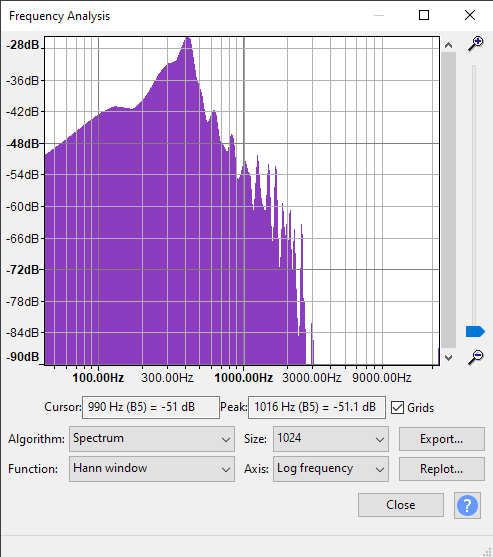 Frequency Analysis
-28dB
-36dB
-42dB
-48dB
-54dB
-60dB
-66dB
-72dB
-78dB
-84dB
-90dB
100.00Hz 300.00Hz 1000.00Hz 3000.00Hz 9000.00Hz
Cursor: 990 Hz (B5) = -51 dB Peak: 1016 Hz (B5) = -51.1 dB Grids
Algorithm: Spectrum Size: 1024 Export...
Function: Hann window Axis: Log frequency Replot...
Close ?